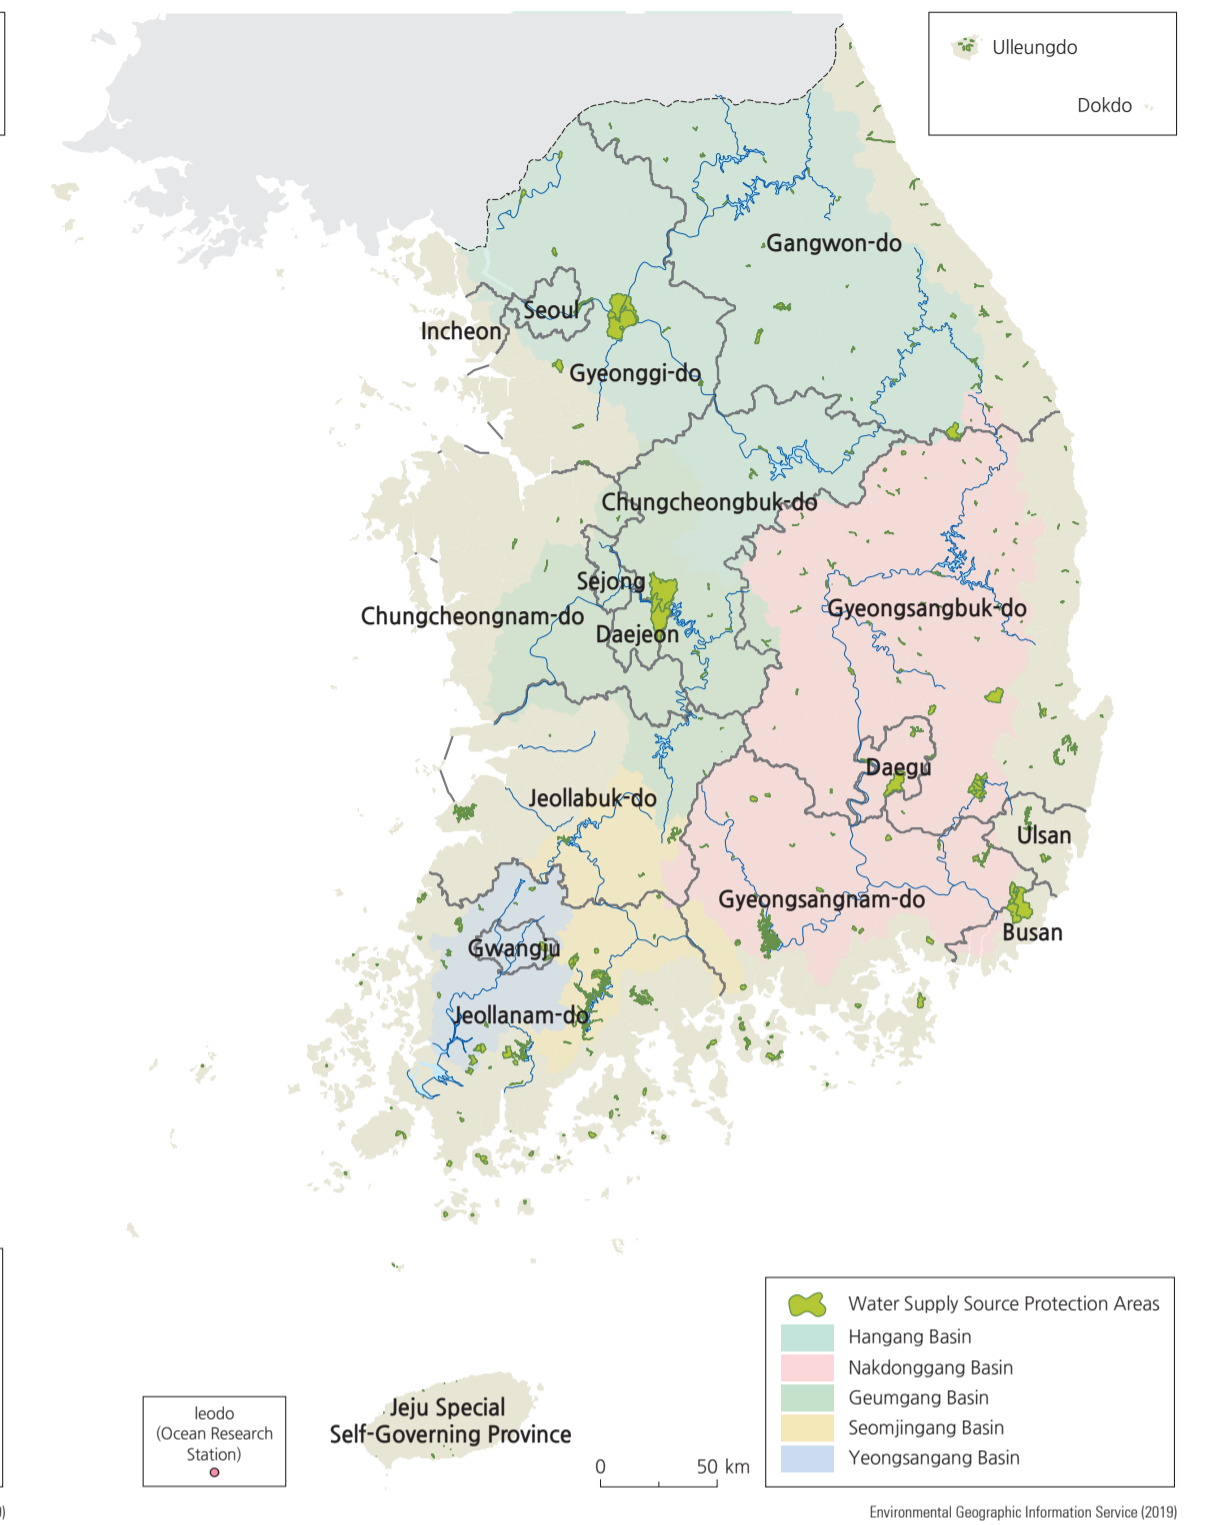 Ulleungdo
Dokdo
Gangwon-do
Seoul
Incheon
Gyeonggi-do
Chungcheongbuk-do
Sejong
Chungcheongnam-do
Gyeongsangbuk-do
Daejeon
Daegu
Jeollabuk-do
Ulsan
Gyeongsangnam-do
Busan
Gwangju
Jeollanam-do
Water Supply Source Protection Areas
Hangang Basin
Nakdonggang Basin
Geumgang Basin
Seomjingang Basin
Yeongsangang Basin
Jeju Special
Self-Governing Province
Ieodo
(Ocean Research
Station)
0 50 km
Environmental Geographic Information Service (2019)